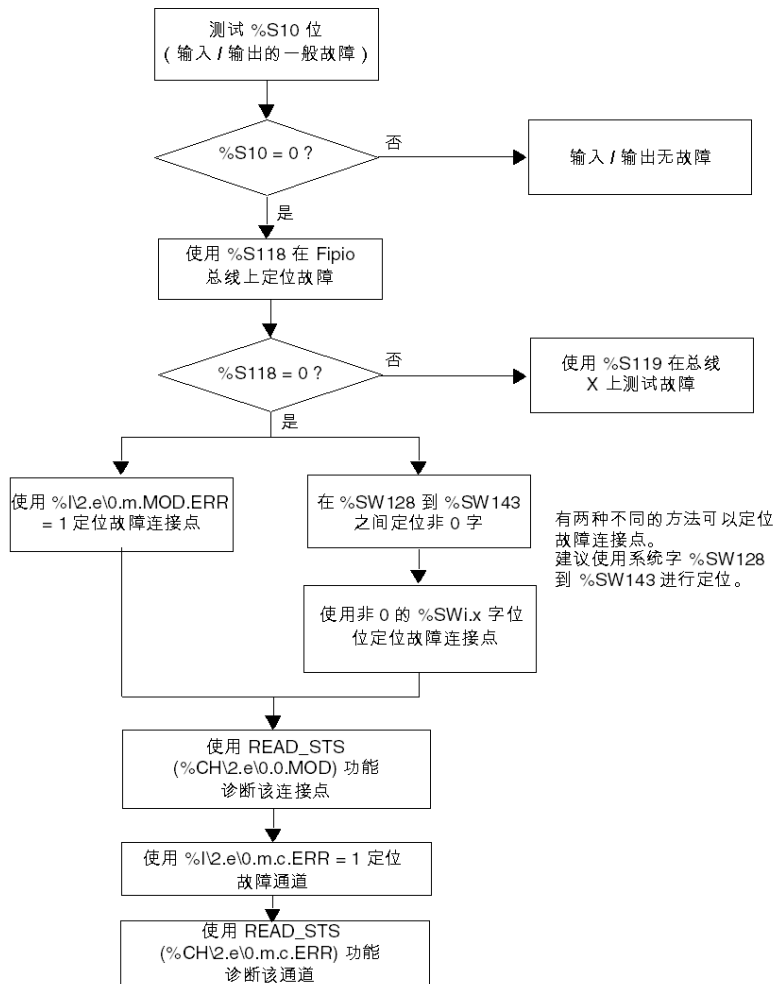 测试 %S10 位
( 输入 / 输出的一般故障 )
%S10 = 0 ?
否
输入 / 输出无故障
是
使用 %S118 在 Fipio
总线上定位故障
%S118 = 0 ?
否
使用 %S119 在总线
X 上测试故障
是
使用 %I\2.e\0.m.MOD.ERR
= 1 定位故障连接点
在 %SW128 到 %SW143
之间定位非 0 字
有两种不同的方法可以定位
故障连接点。
建议使用系统字 %SW128
到 %SW143 进行定位。
使用非 0 的 %SWi.x 字位
位定位故障连接点
使用 READ_STS
(%CH\2.e\0.0.MOD) 功能
诊断该连接点
使用 %I\2.e\0.m.c.ERR = 1 定位
故障通道
使用 READ_STS
(%CH\2.e\0.m.c.ERR) 功能
诊断该通道